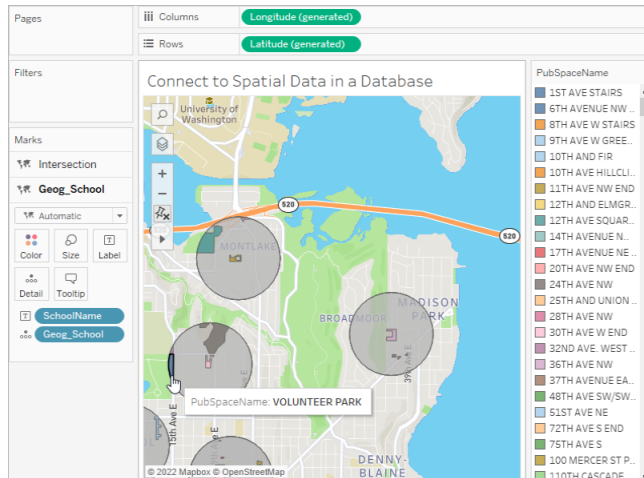 Pages
iii Columns
Longitude (generated)
Rows
Latitude (generated)
Filters
Marks
Intersection
Geog_School
Automatic
Color
Size
Label
Detail
Tooltip
SchoolName
Geog_School
Connect to Spatial Data in a Database
University of
Washington
520
520
MONTLAKE
BROADMOOR
MADISON
PARK
39th Ave E
PubSpaceName: VOLUNTEER PARK
15th Ave E
DENNY-
BLAINE
© 2022 Mapbox © OpenStreetMap
PubSpaceName
1ST AVE STAIRS
6TH AVENUE NW ..
8TH AVE W STAIRS
9TH AVE W GREE..
10TH AND FIR
10TH AVE HILLCLI..
11TH AVE NW END
12TH AND ELMGR..
12TH AVE SQUAR..
14TH AVENUE N..
17TH AVENUE NE ..
20TH AVE NW END
24TH AVE NW
25TH AND UNION ..
28TH AVE NW
30TH AVE W END
32ND AVE. WEST ..
36TH AVE NW
37TH AVENUE EA..
48TH AVE SW/SW..
51ST AVE NE
72TH AVE S END
75TH AVE S
100 MERCER ST P..
110TH CASCADE